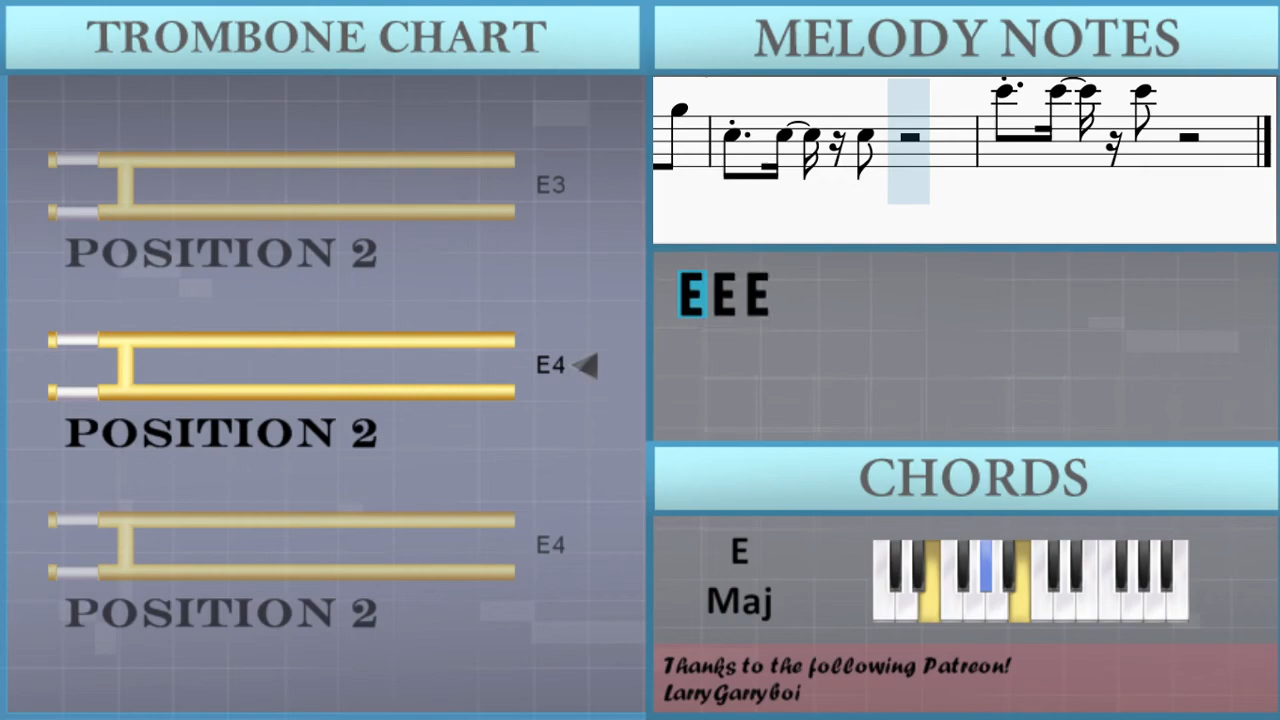 TROMBONE CHART
E3
POSITION 2
E4
POSITION 2
E4
POSITION 2
MELODY NOTES
E E E
CHORDS
E
Maj
Thanks to the following Patreon!
LarryGarryboi